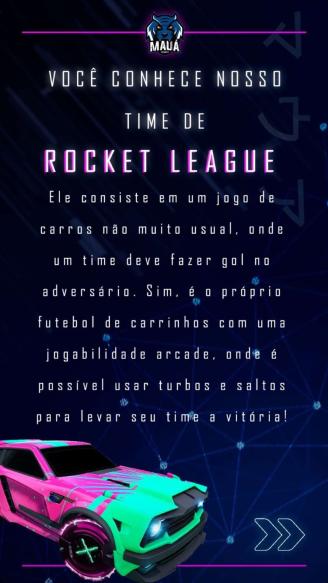 MAUÁ
VOCÊ CONHECE NOSSO
TIME DE
ROCKET LEAGUE
Ele consiste em um jogo de
carros não muito usual, onde
um time deve fazer gol no
adversário. Sim, é o próprio
futebol de carrinhos com uma
jogabilidade arcade, onde é
possível usar turbos e saltos
para levar seu time a vitória!